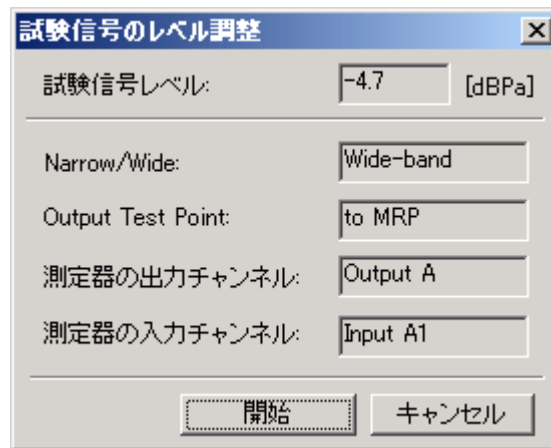 試験信号のレベル調整
試験信号レベル: -4.7 [dBPa]
Narrow/Wide: Wide-band
Output Test Point: to MRP
測定器の出力チャンネル: Output A
測定器の入力チャンネル: Input A1
開始 キャンセル